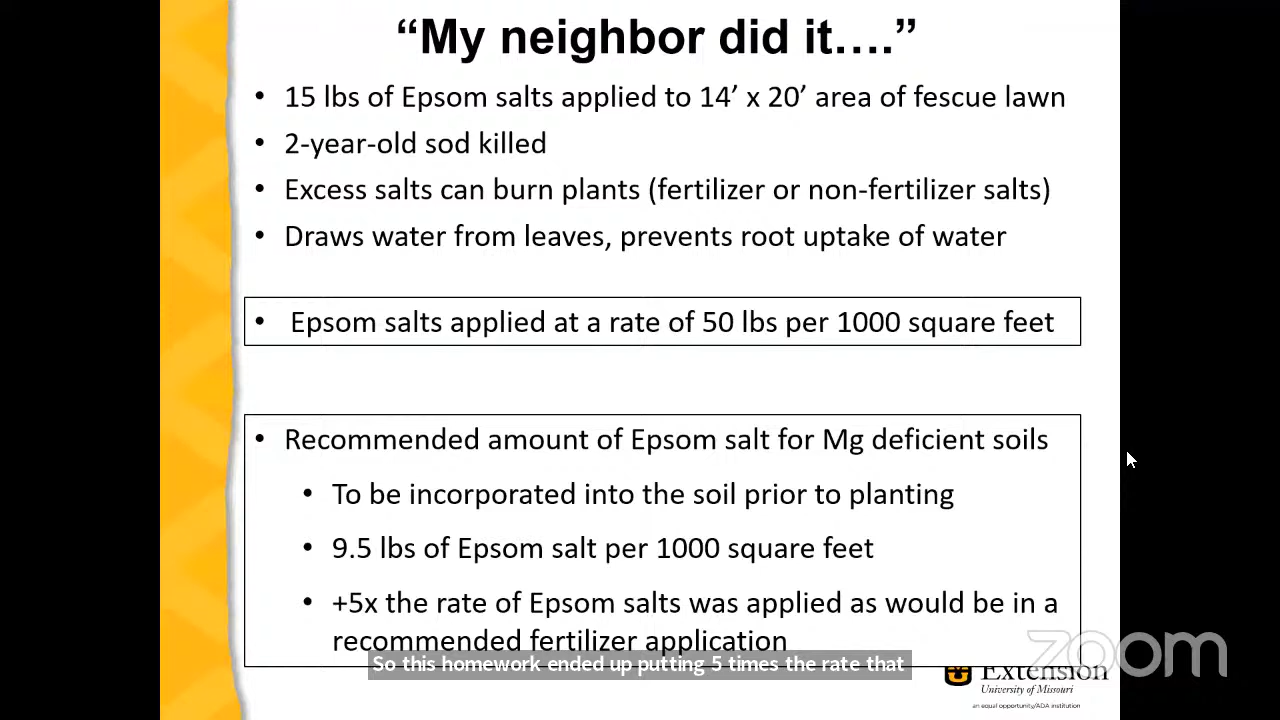 “My neighbor did it….”
• 15 lbs of Epsom salts applied to 14’ x 20’ area of fescue lawn
• 2-year-old sod killed
• Excess salts can burn plants (fertilizer or non-fertilizer salts)
• Draws water from leaves, prevents root uptake of water
• Epsom salts applied at a rate of 50 lbs per 1000 square feet
• Recommended amount of Epsom salt for Mg deficient soils
• To be incorporated into the soil prior to planting
• 9.5 lbs of Epsom salt per 1000 square feet
• +5x the rate of Epsom salts was applied as would be in a
recommended fertilizer application
So this homework ended up putting 5 times the rate that
zoom
Extension
University of Missouri
an equal opportunity/ADA institution